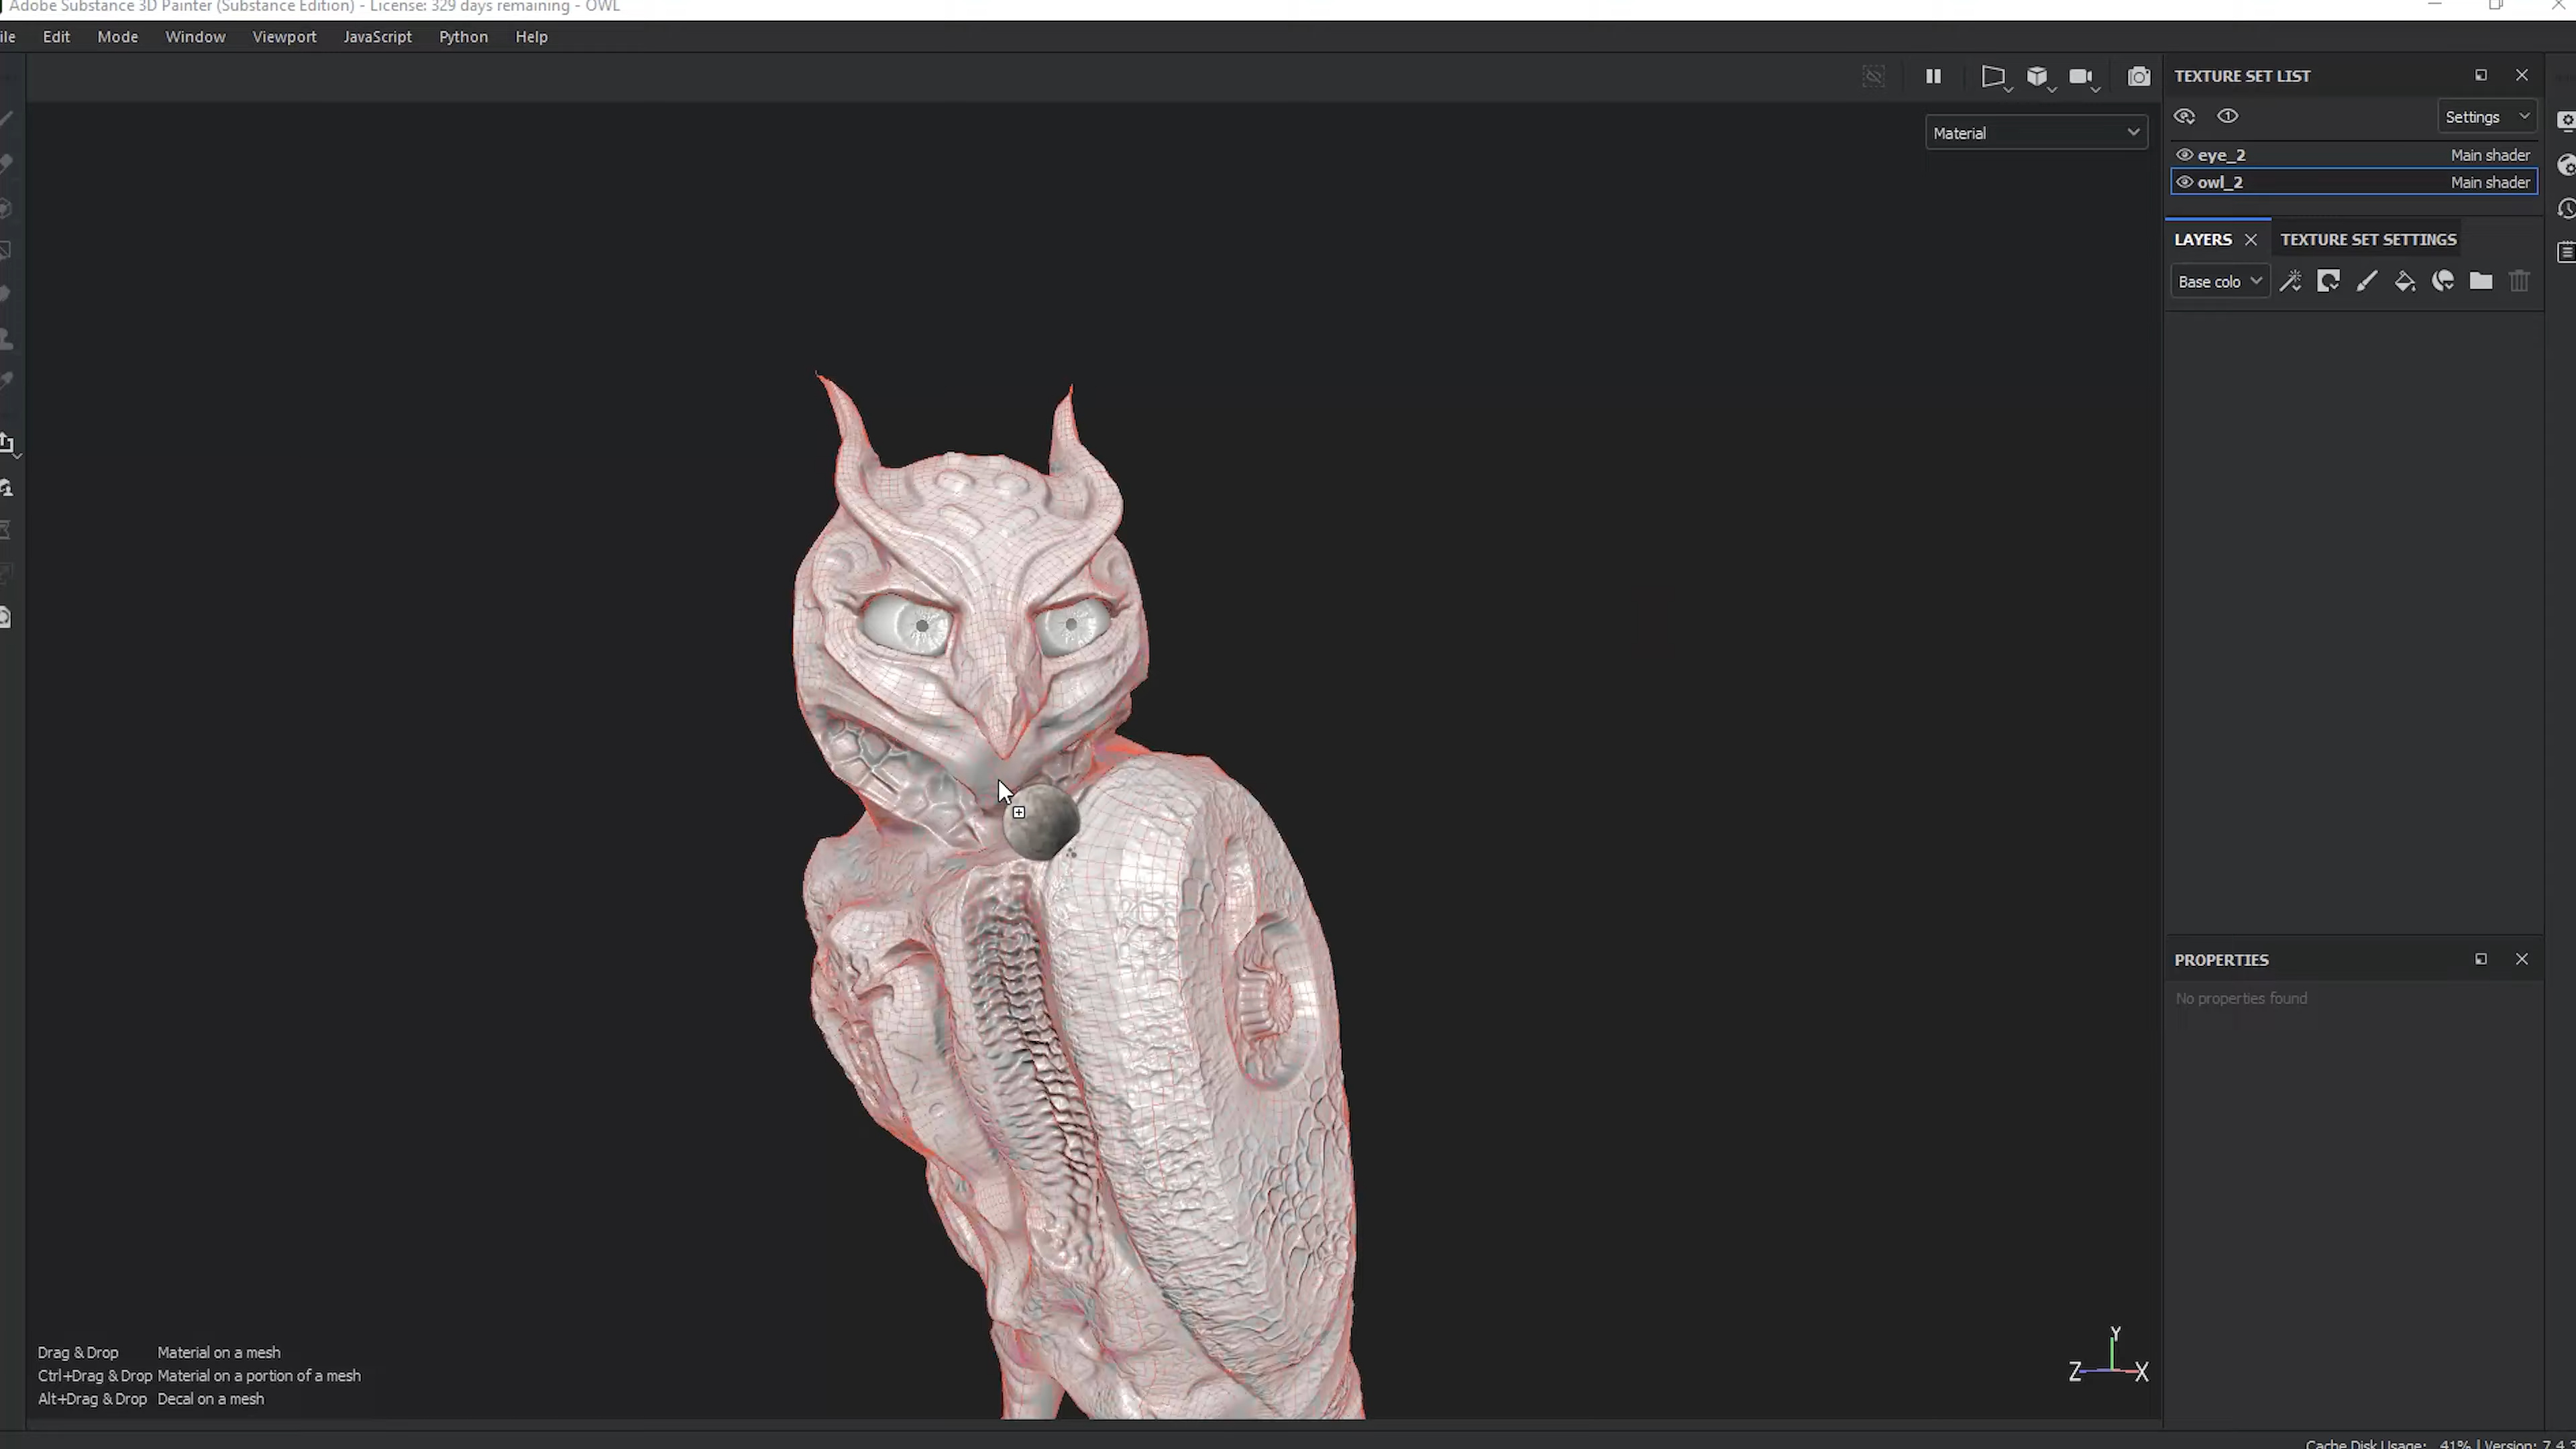 Adobe Substance 3D Painter (Substance Edition) - License: 329 days remaining - OWL
Edit Mode Window Viewport JavaScript Python Help
TEXTURE SET LIST
Material
Settings
eye_2 Main shader
owl_2 Main shader
LAYERS TEXTURE SET SETTINGS
Base colo
PROPERTIES
No properties found
Drag & Drop Material on a mesh
Ctrl+Drag & Drop Material on a portion of a mesh
Alt+Drag & Drop Decal on a mesh
Y
Z X
Cache Disk Usage: 41% | Version: 7.4.